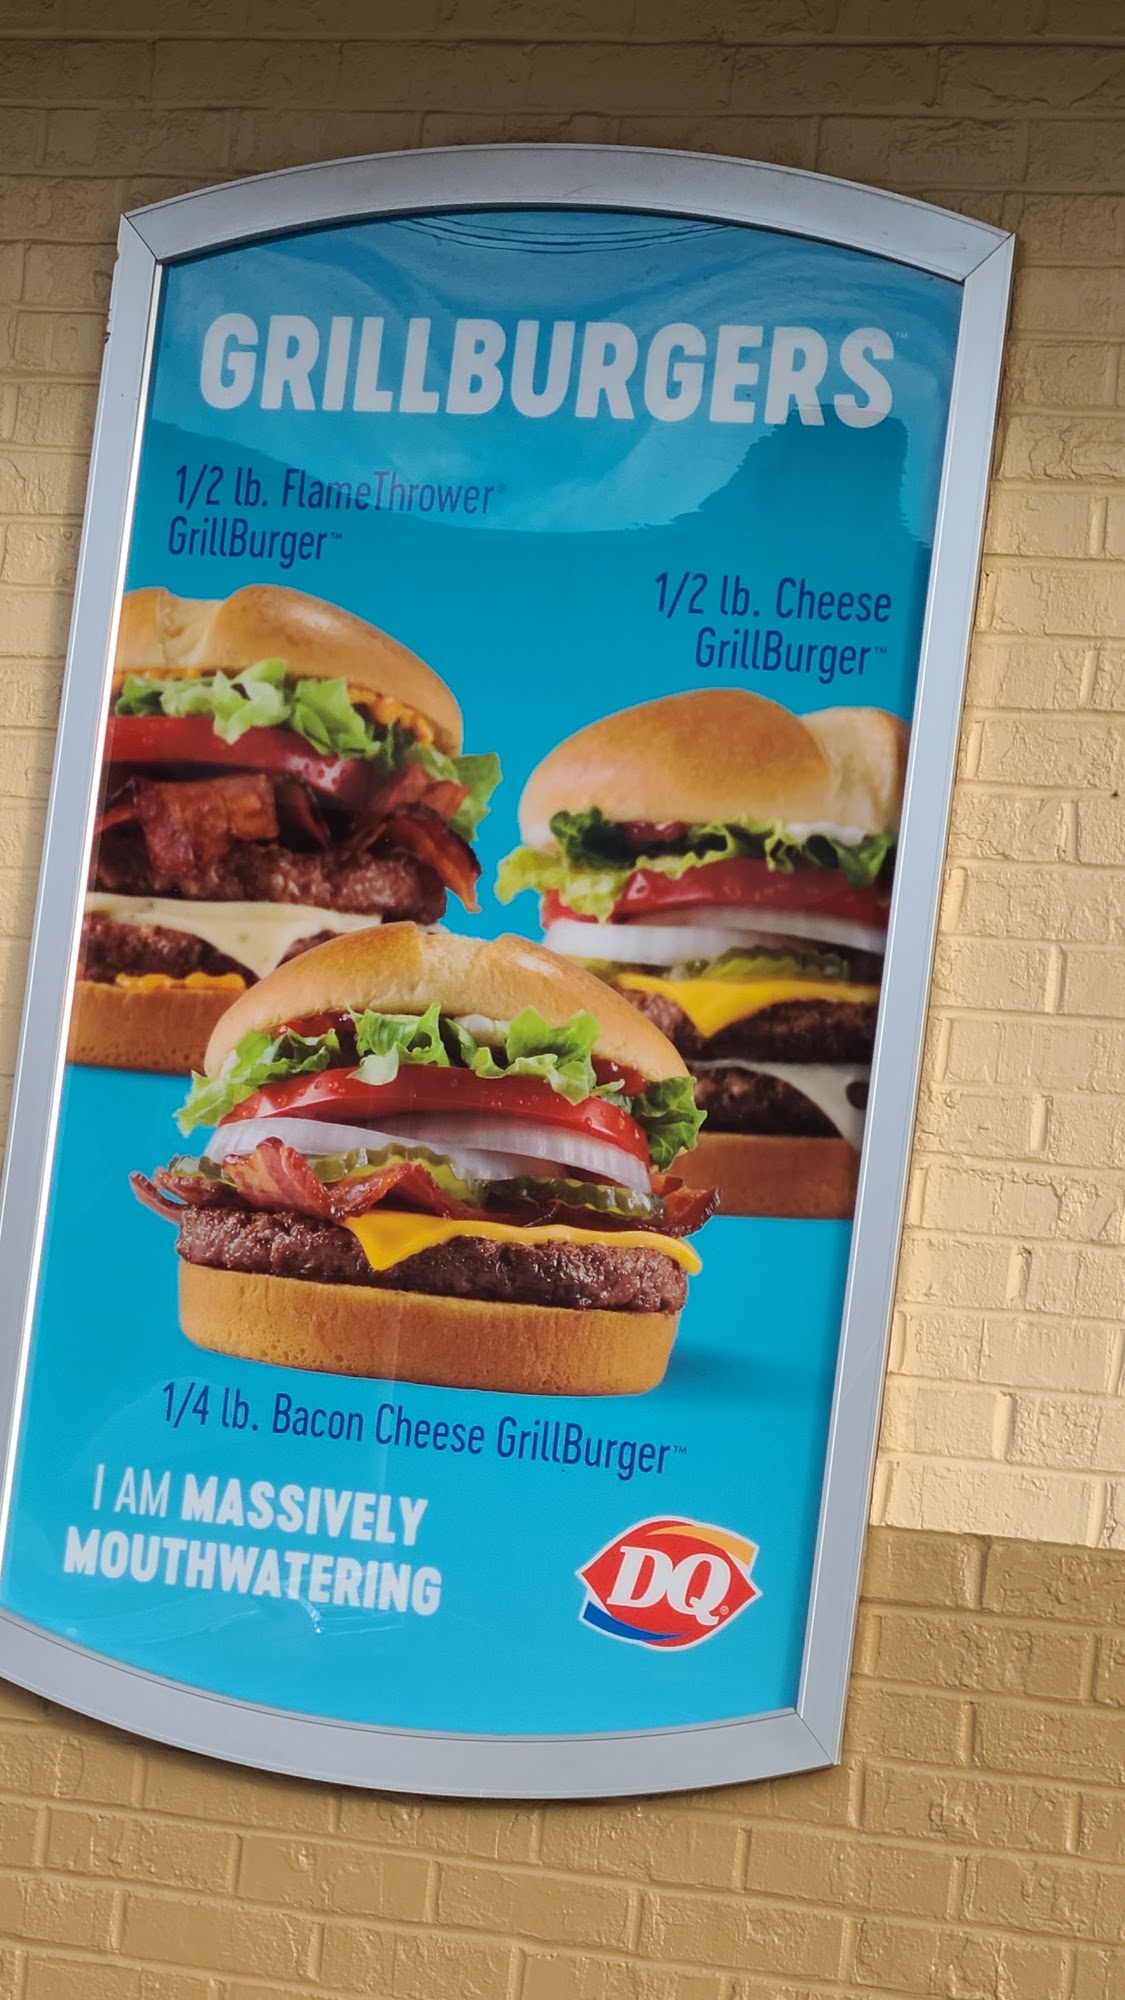 GRILLBURGERS™
1/2 lb. FlameThrower®
GrillBurger™
1/2 lb. Cheese
GrillBurger™
1/4 lb. Bacon Cheese GrillBurger™
I AM MASSIVELY
MOUTHWATERING
DQ®